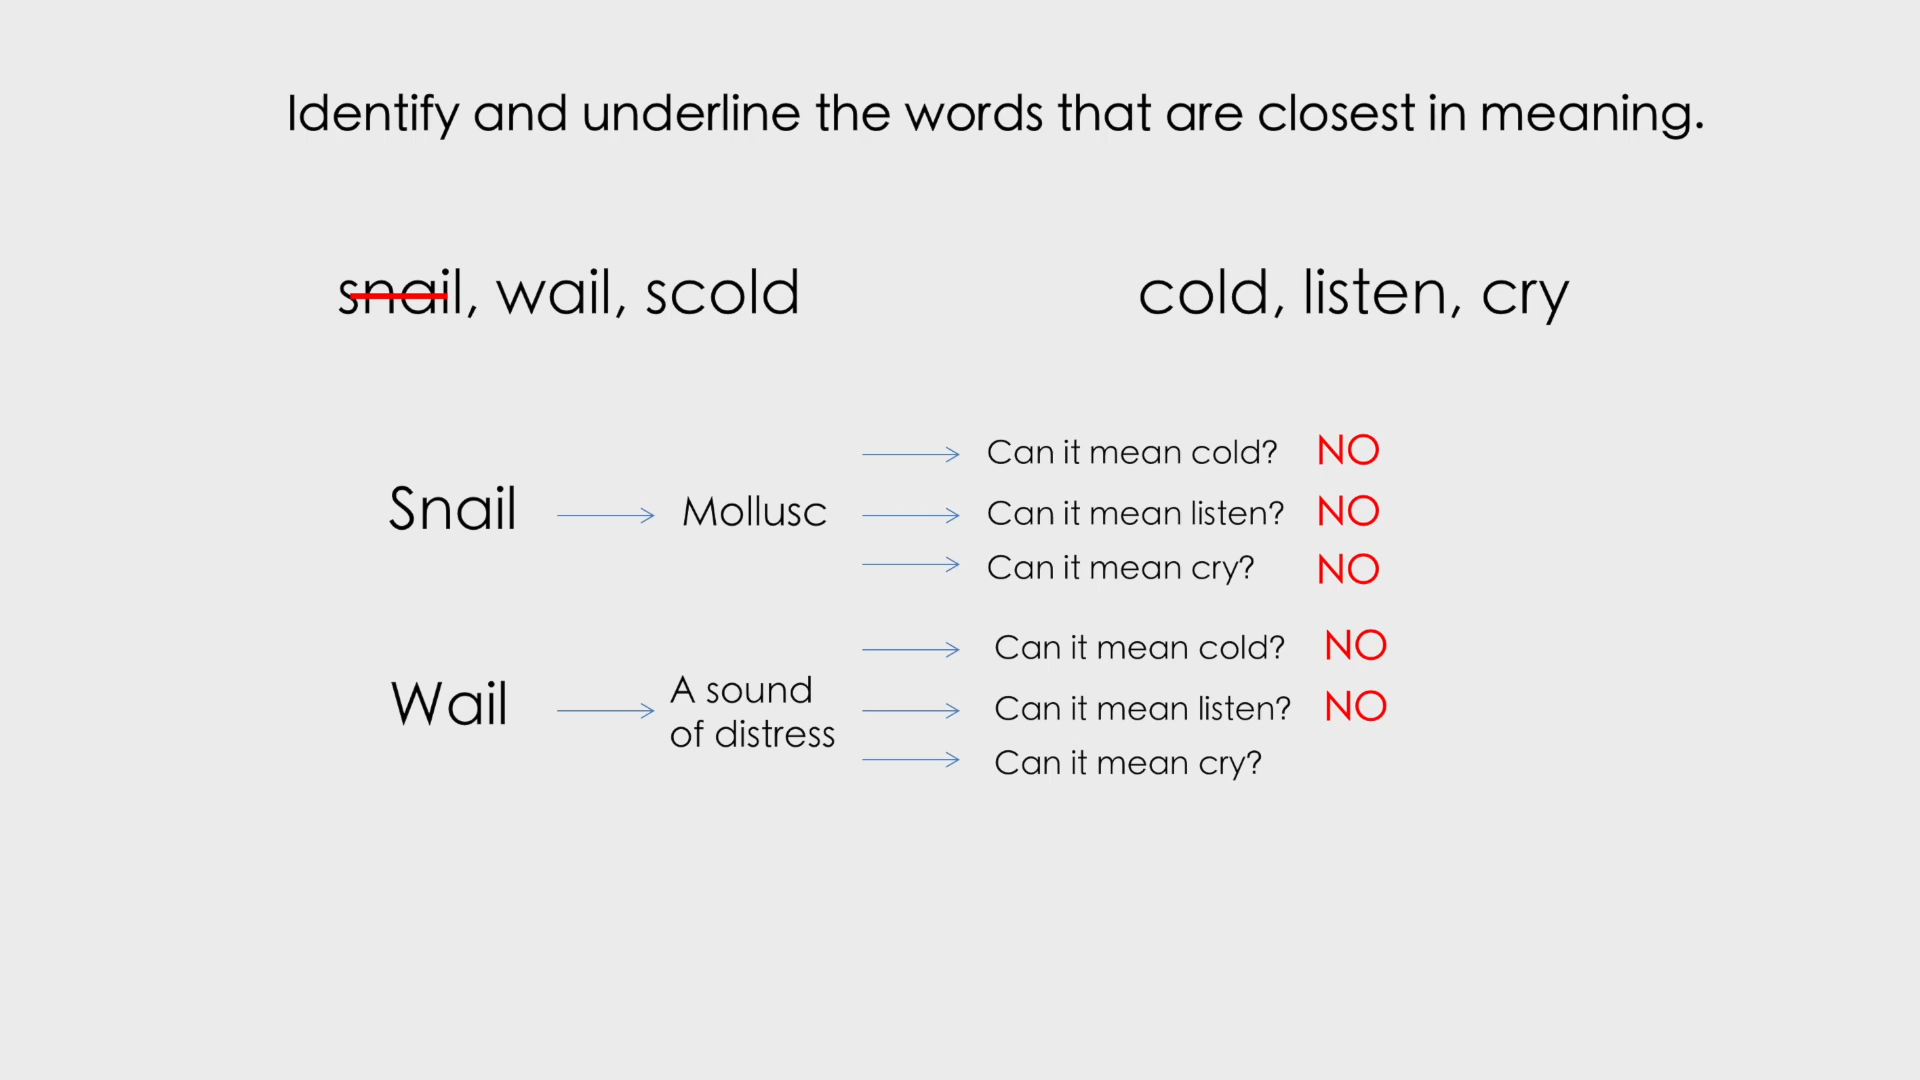 Identify and underline the words that are closest in meaning.
snail, wail, scold
cold, listen, cry
Snail
Mollusc
Can it mean cold? NO
Can it mean listen? NO
Can it mean cry? NO
Wail
A sound
of distress
Can it mean cold? NO
Can it mean listen? NO
Can it mean cry?